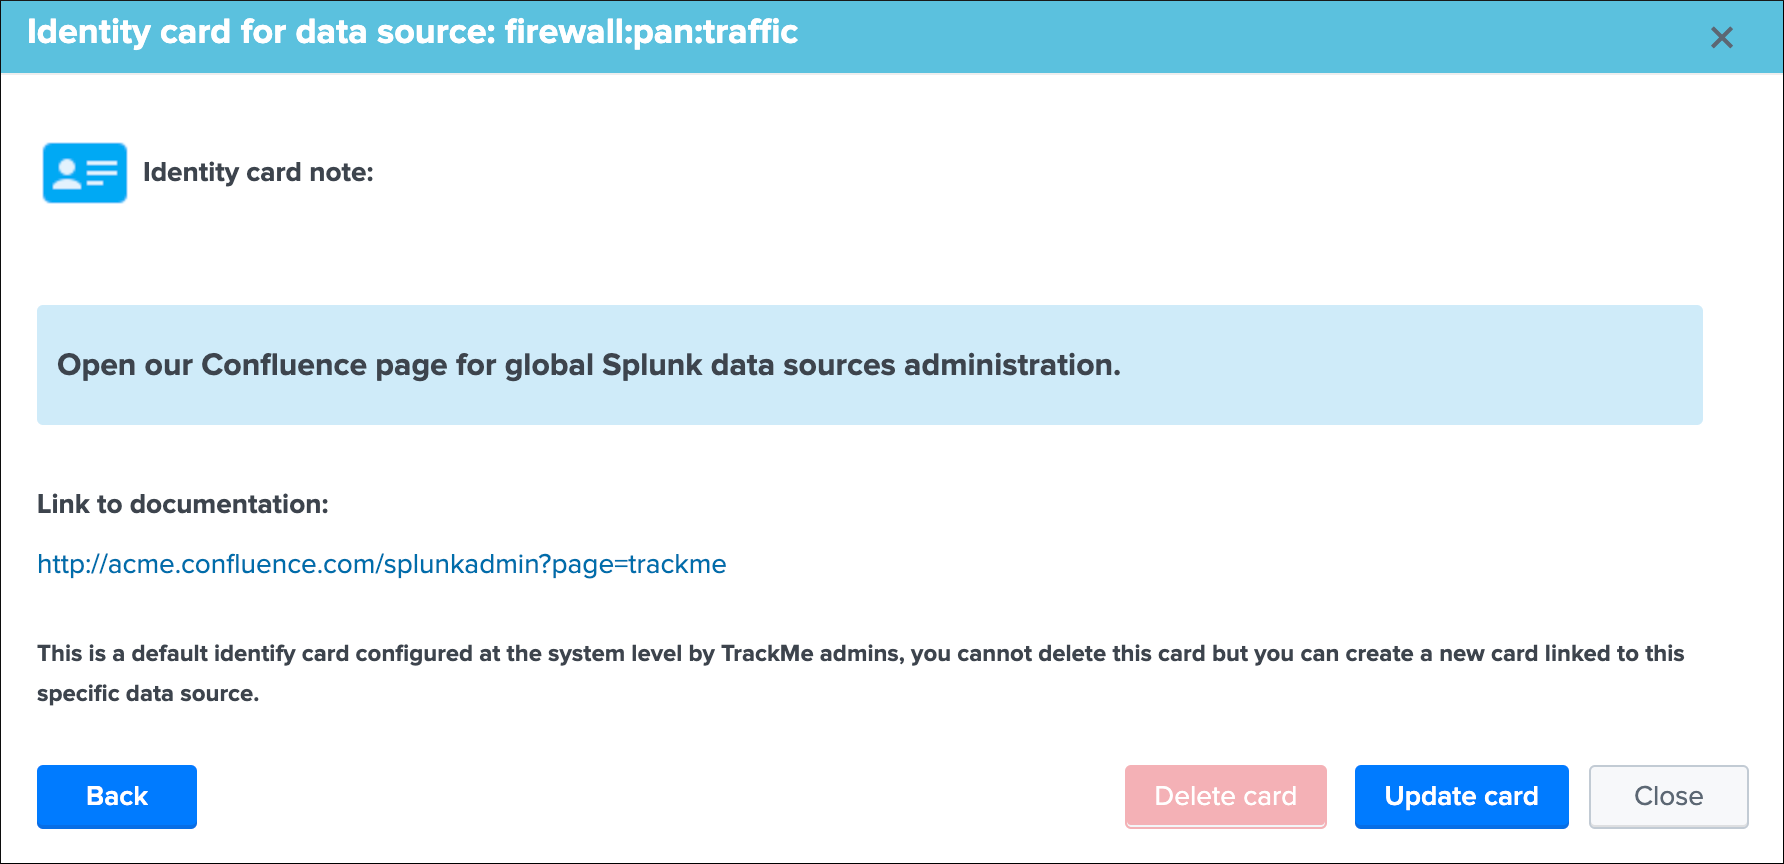 Identity card for data source: firewall:pan:traffic
Identity card note:
Open our Confluence page for global Splunk data sources administration.
Link to documentation:
http://acme.confluence.com/splunkadmin?page=trackme
This is a default identify card configured at the system level by TrackMe admins, you cannot delete this card but you can create a new card linked to this
specific data source.
Back
Delete card
Update card
Close